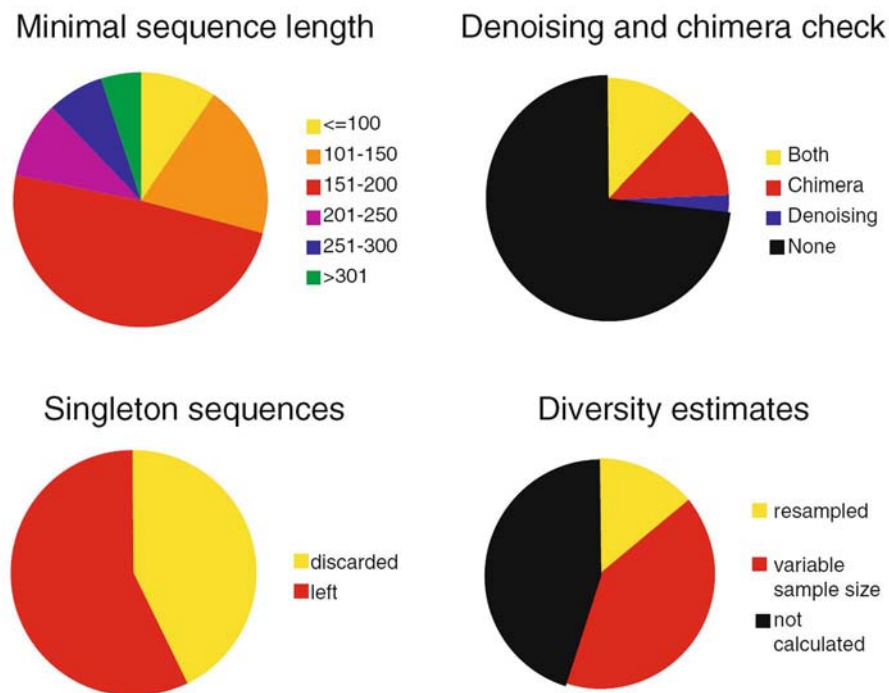 Minimal sequence length
<=100
101-150
151-200
201-250
251-300
>301
Denoising and chimera check
Both
Chimera
Denoising
None
Singleton sequences
discarded
left
Diversity estimates
resampled
variable
sample size
not
calculated